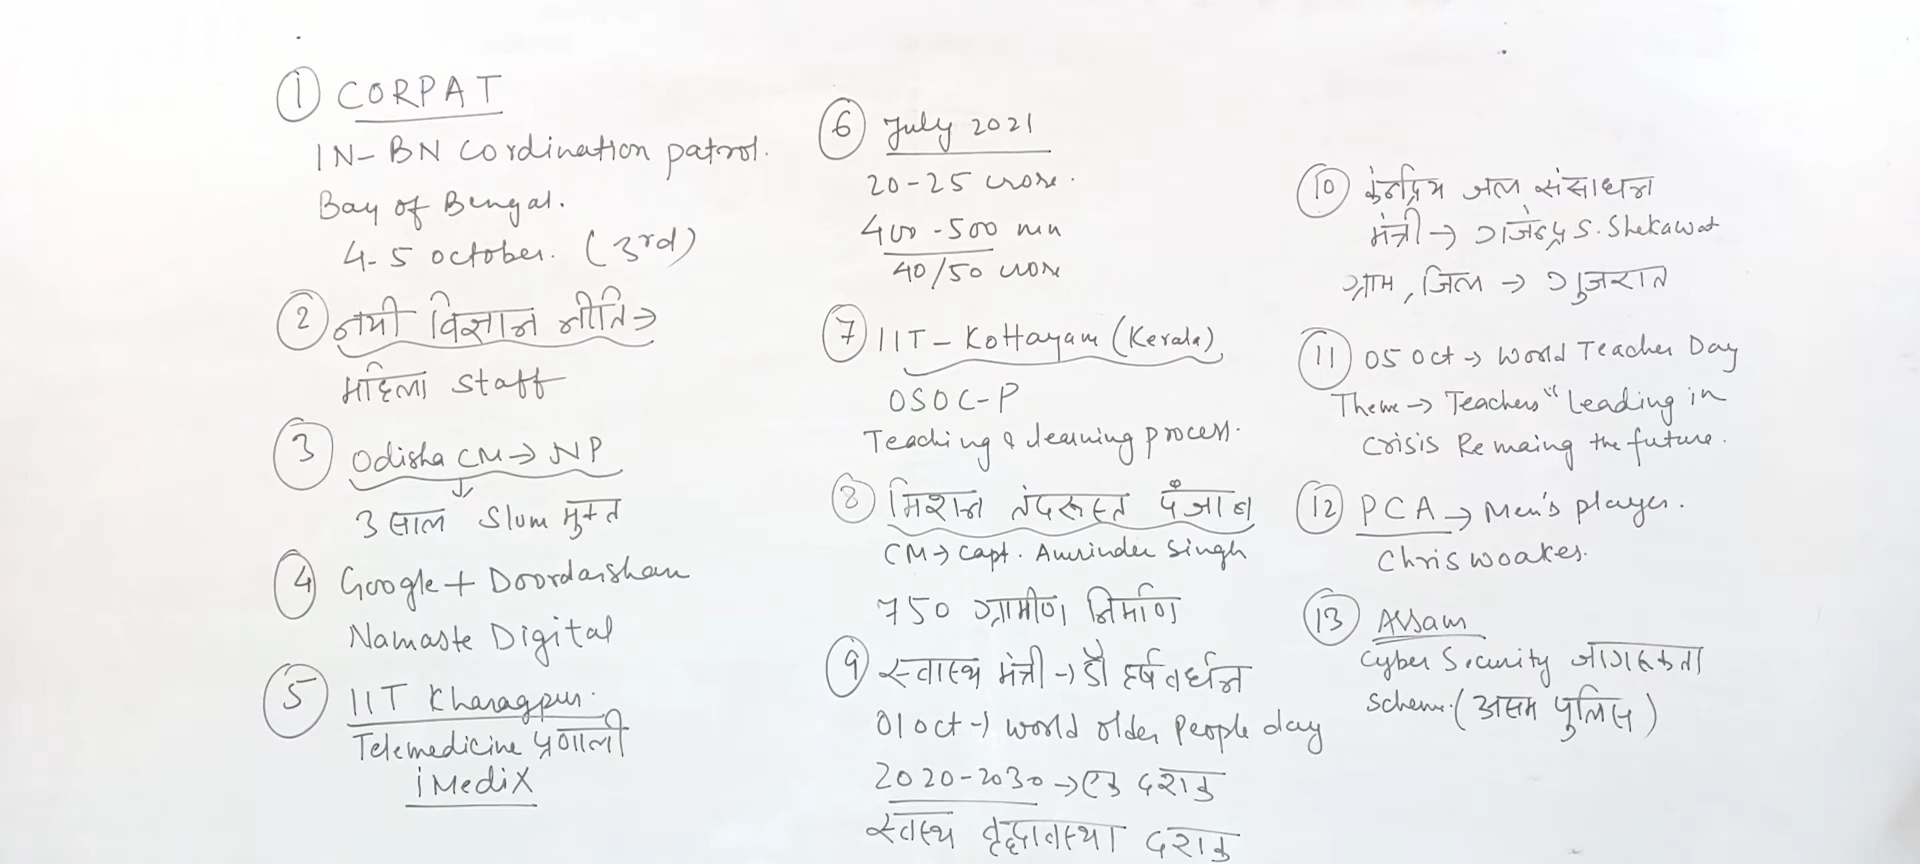 ① CORPAT
IN-BN Cordination patrol.
Bay of Bengal.
4-5 october. (3rd)
② नयी विज्ञान नीति →
महिला staff
③ Odisha CM → NP
3 साल Slum मुक्त
④ Google + Doordarshan
Namaste Digital
⑤ IIT Kharagpur.
Telemedicine प्रणाली
iMediX
⑥ July 2021
20-25 crore.
400-500 mn
40/50 crore
⑦ IIT - Kottayam (Kerala)
OSOC-P
Teaching & learning process.
⑧ मिशन तंदरूस्त पंजाब
CM → Capt. Amrinder Singh
750 ग्रामीण निर्माण
⑨ स्वास्थ मंत्री → डॉ हर्षवर्धन
01 oct → World older People day
2020-2030 → एक दशक
स्वस्थ वृद्धावस्था दशक
⑩ केन्द्रिय जल संसाधन
मंत्री → गजेंद्र S. Shekawat
ग्राम, जिल → गुजरात
⑪ 05 oct → World Teacher Day
Theme → Teachers" Leading in
Crisis Remaing the future.
⑫ PCA → Men's player.
Chris woakes.
⑬ Assam
Cyber Security जागरूकता
Scheme. (असम पुलिस)